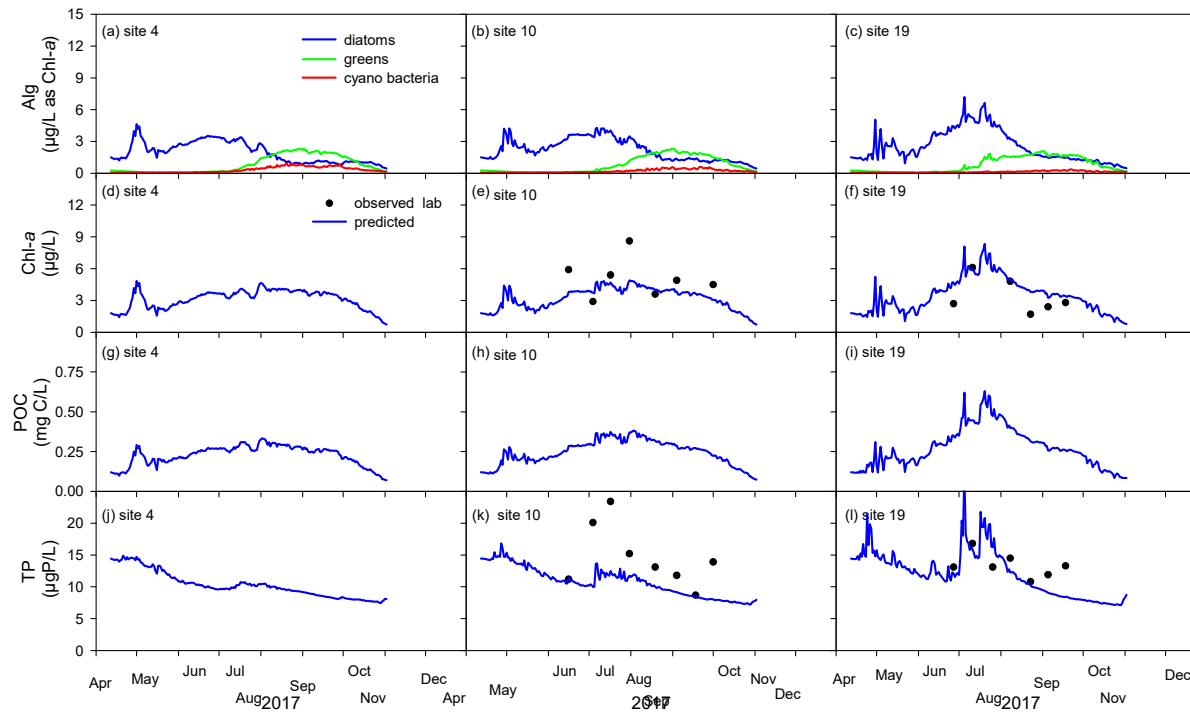 15
12
9
6
3
0
Alg
(µg/L as Chl-a)
(a) site 4
diatoms
greens
cyano bacteria
(b) site 10
(c) site 19
12
9
6
3
0
Chl-a
(µg/L)
(d) site 4
observed lab
predicted
(e) site 10
(f) site 19
0.75
0.50
0.25
0.00
POC
(mg C/L)
(g) site 4
(h) site 10
(i) site 19
20
15
10
5
0
TP
(µgP/L)
(j) site 4
(k) site 10
(l) site 19
Apr May Jun Jul Aug Sep Oct Nov Dec
2017
Apr May Jun Jul Aug Sep Oct Nov Dec
2017
Apr May Jun Jul Aug Sep Oct Nov
2017